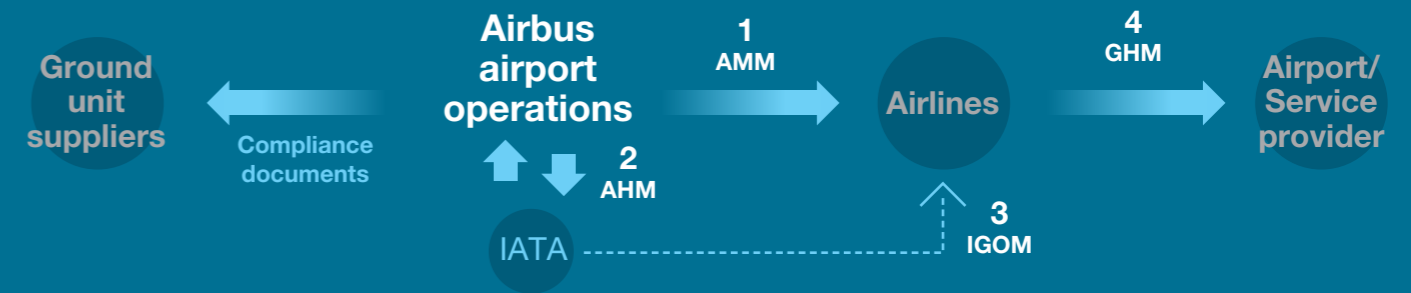 Ground
unit
suppliers
Compliance
documents
Airbus
airport
operations
1
AMM
2
AHM
IATA
Airlines
3
IGOM
4
GHM
Airport/
Service
provider